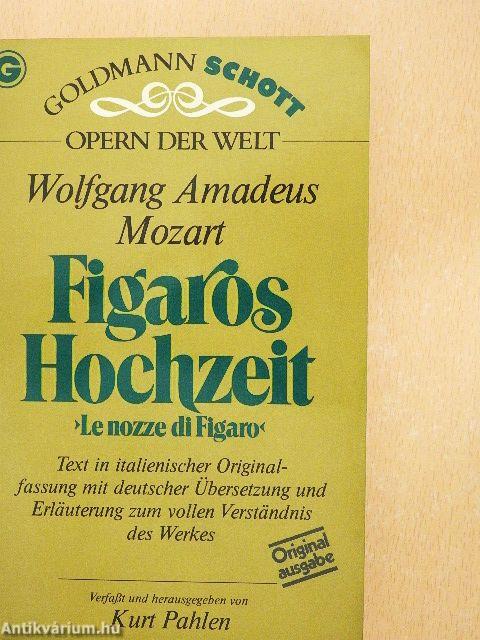 G
GOLDMANN SCHOTT
OPERN DER WELT
Wolfgang Amadeus
Mozart
Figaros
Hochzeit
›Le nozze di Figaro‹
Text in italienischer Original-
fassung mit deutscher Übersetzung und
Erläuterung zum vollen Verständnis
des Werkes
Original
ausgabe
Verfaßt und herausgegeben von
Kurt Pahlen
Antikvárium.hu